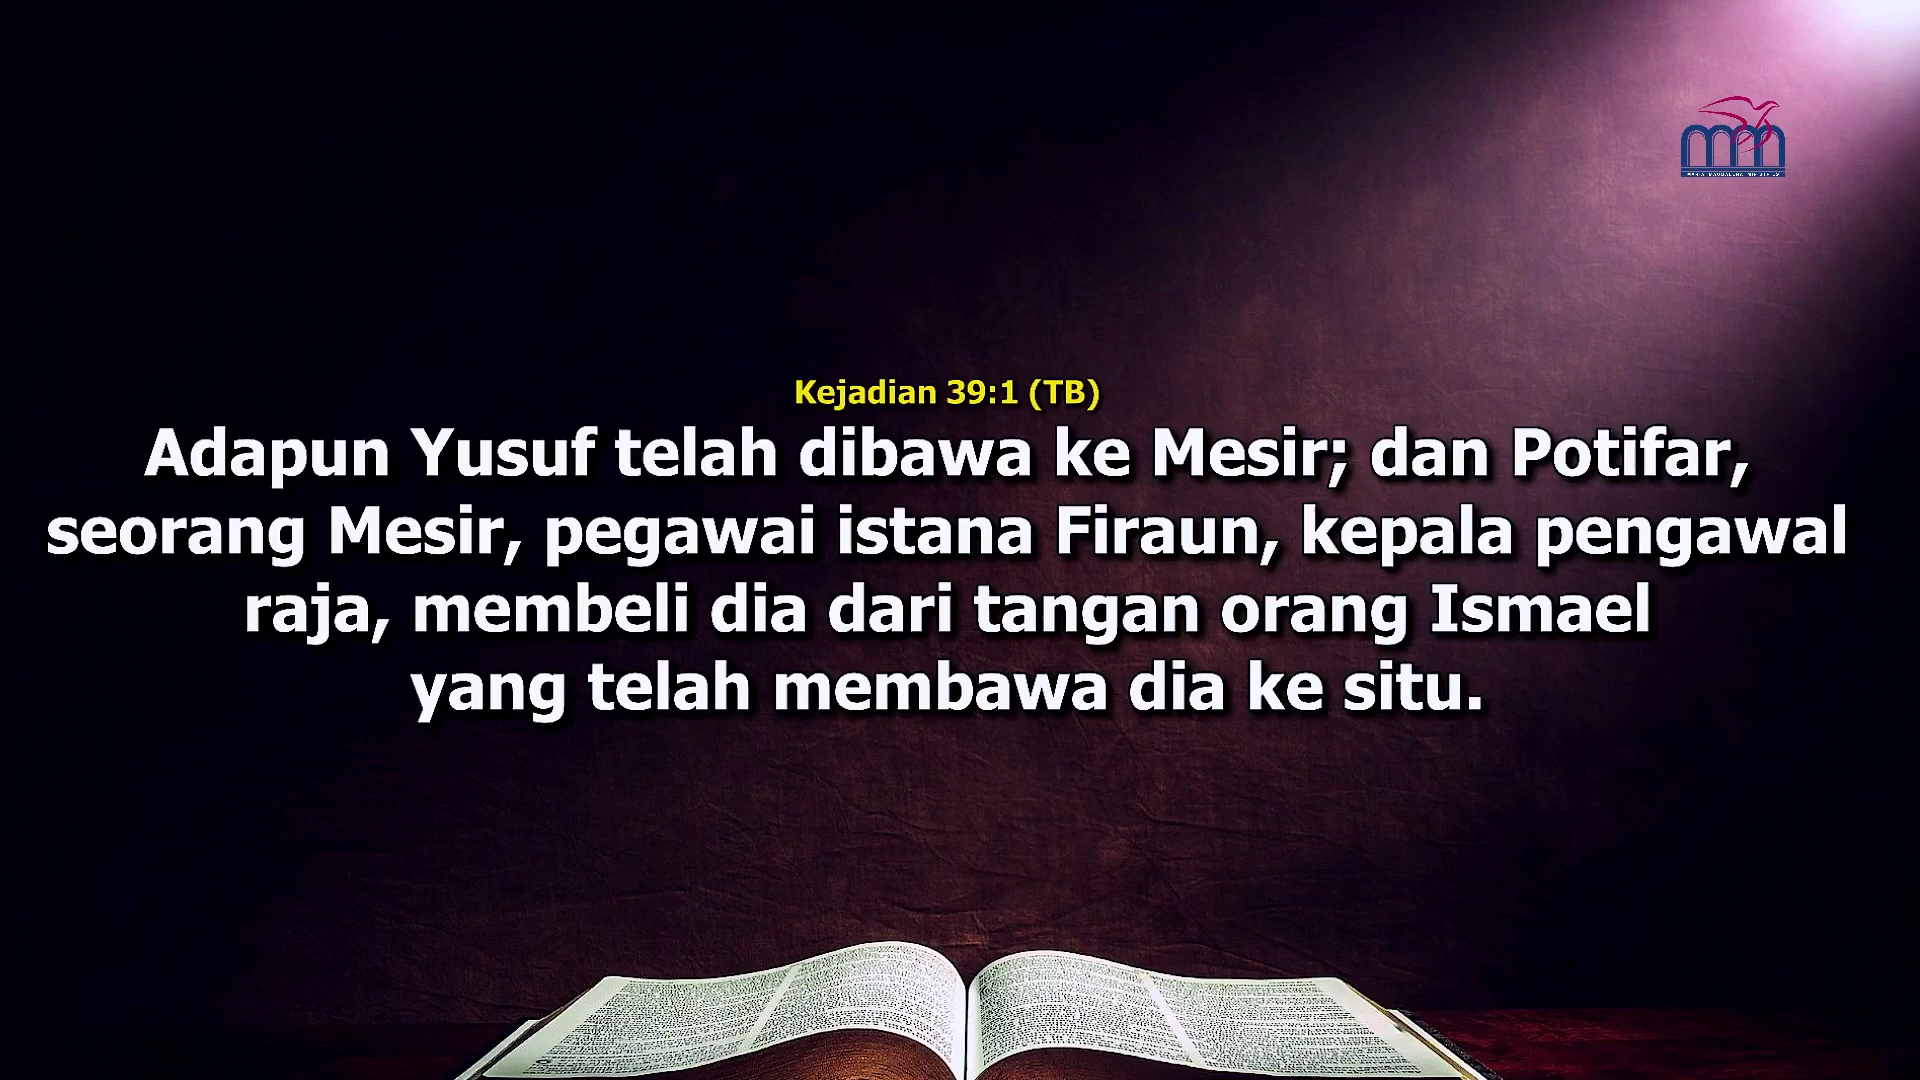 Kejadian 39:1 (TB)
Adapun Yusuf telah dibawa ke Mesir; dan Potifar,
seorang Mesir, pegawai istana Firaun, kepala pengawal
raja, membeli dia dari tangan orang Ismael
yang telah membawa dia ke situ.